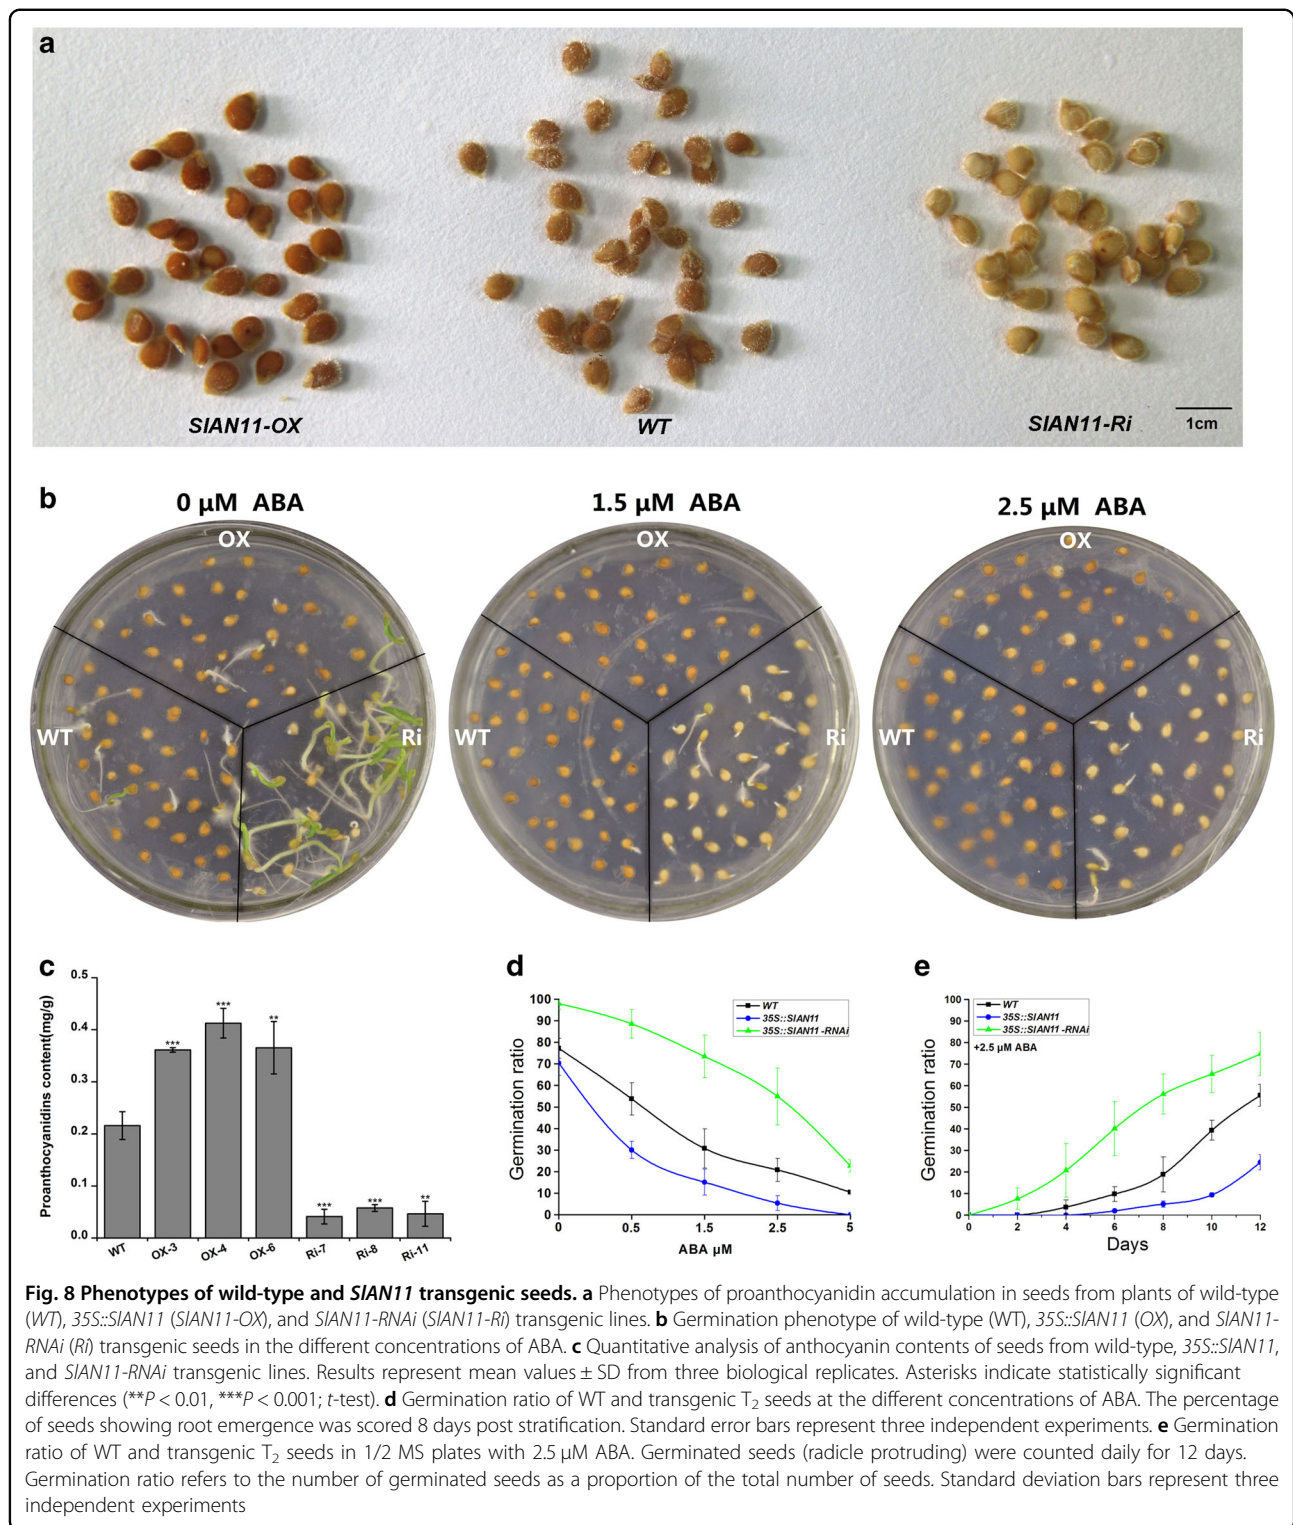 a
SlAN11-OX
WT
SlAN11-Ri
1cm
b
0 μM ABA
1.5 μM ABA
2.5 μM ABA
OX
OX
OX
WT
Ri
WT
Ri
WT
Ri
c
Proanthocyanidins content(mg/g)
0.5
0.4
0.3
0.2
0.1
0.0
***
***
**
***
***
**
WT
OX-3
OX-4
OX-6
Ri-7
Ri-8
Ri-11
d
Germination ratio
100
90
80
70
60
50
40
30
20
10
0
WT
35S::SlAN11
35S::SlAN11 -RNAi
0
0.5
1.5
2.5
5
ABA μM
e
Germination ratio
100
90
80
70
60
50
40
30
20
10
0
WT
35S::SlAN11
35S::SlAN11 -RNAi
+2.5 μM ABA
0
2
4
6
8
10
12
Days
Fig. 8 Phenotypes of wild-type and SlAN11 transgenic seeds. a Phenotypes of proanthocyanidin accumulation in seeds from plants of wild-type
(WT), 35S::SlAN11 (SlAN11-OX), and SlAN11-RNAi (SlAN11-Ri) transgenic lines. b Germination phenotype of wild-type (WT), 35S::SlAN11 (OX), and SlAN11-
RNAi (Ri) transgenic seeds in the different concentrations of ABA. c Quantitative analysis of anthocyanin contents of seeds from wild-type, 35S::SlAN11,
and SlAN11-RNAi transgenic lines. Results represent mean values ± SD from three biological replicates. Asterisks indicate statistically significant
differences (**P < 0.01, ***P < 0.001; t-test). d Germination ratio of WT and transgenic T₂ seeds at the different concentrations of ABA. The percentage
of seeds showing root emergence was scored 8 days post stratification. Standard error bars represent three independent experiments. e Germination
ratio of WT and transgenic T₂ seeds in 1/2 MS plates with 2.5 μM ABA. Germinated seeds (radicle protruding) were counted daily for 12 days.
Germination ratio refers to the number of germinated seeds as a proportion of the total number of seeds. Standard deviation bars represent three
independent experiments